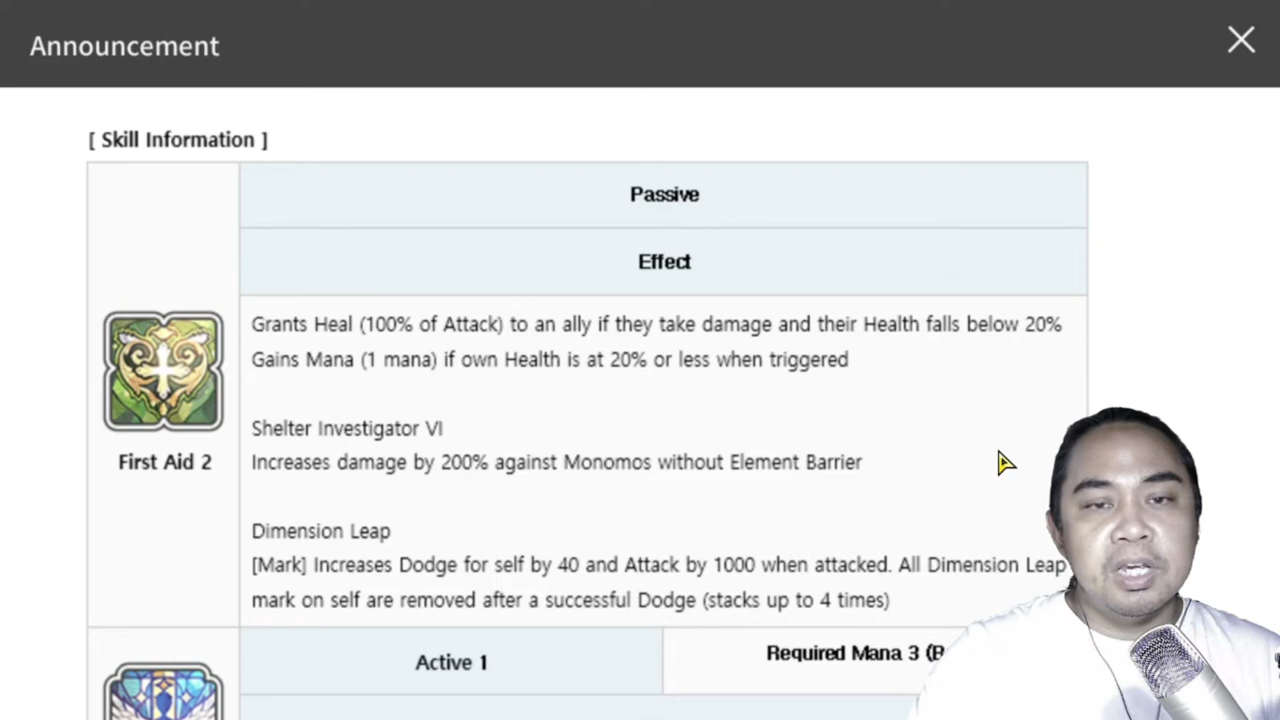 Announcement
[ Skill Information ]
Passive
Effect
Grants Heal (100% of Attack) to an ally if they take damage and their Health falls below 20%
Gains Mana (1 mana) if own Health is at 20% or less when triggered
Shelter Investigator VI
First Aid 2
Increases damage by 200% against Monomos without Element Barrier
Dimension Leap
[Mark] Increases Dodge for self by 40 and Attack by 1000 when attacked. All Dimension Leap
mark on self are removed after a successful Dodge (stacks up to 4 times)
Active 1
Required Mana 3